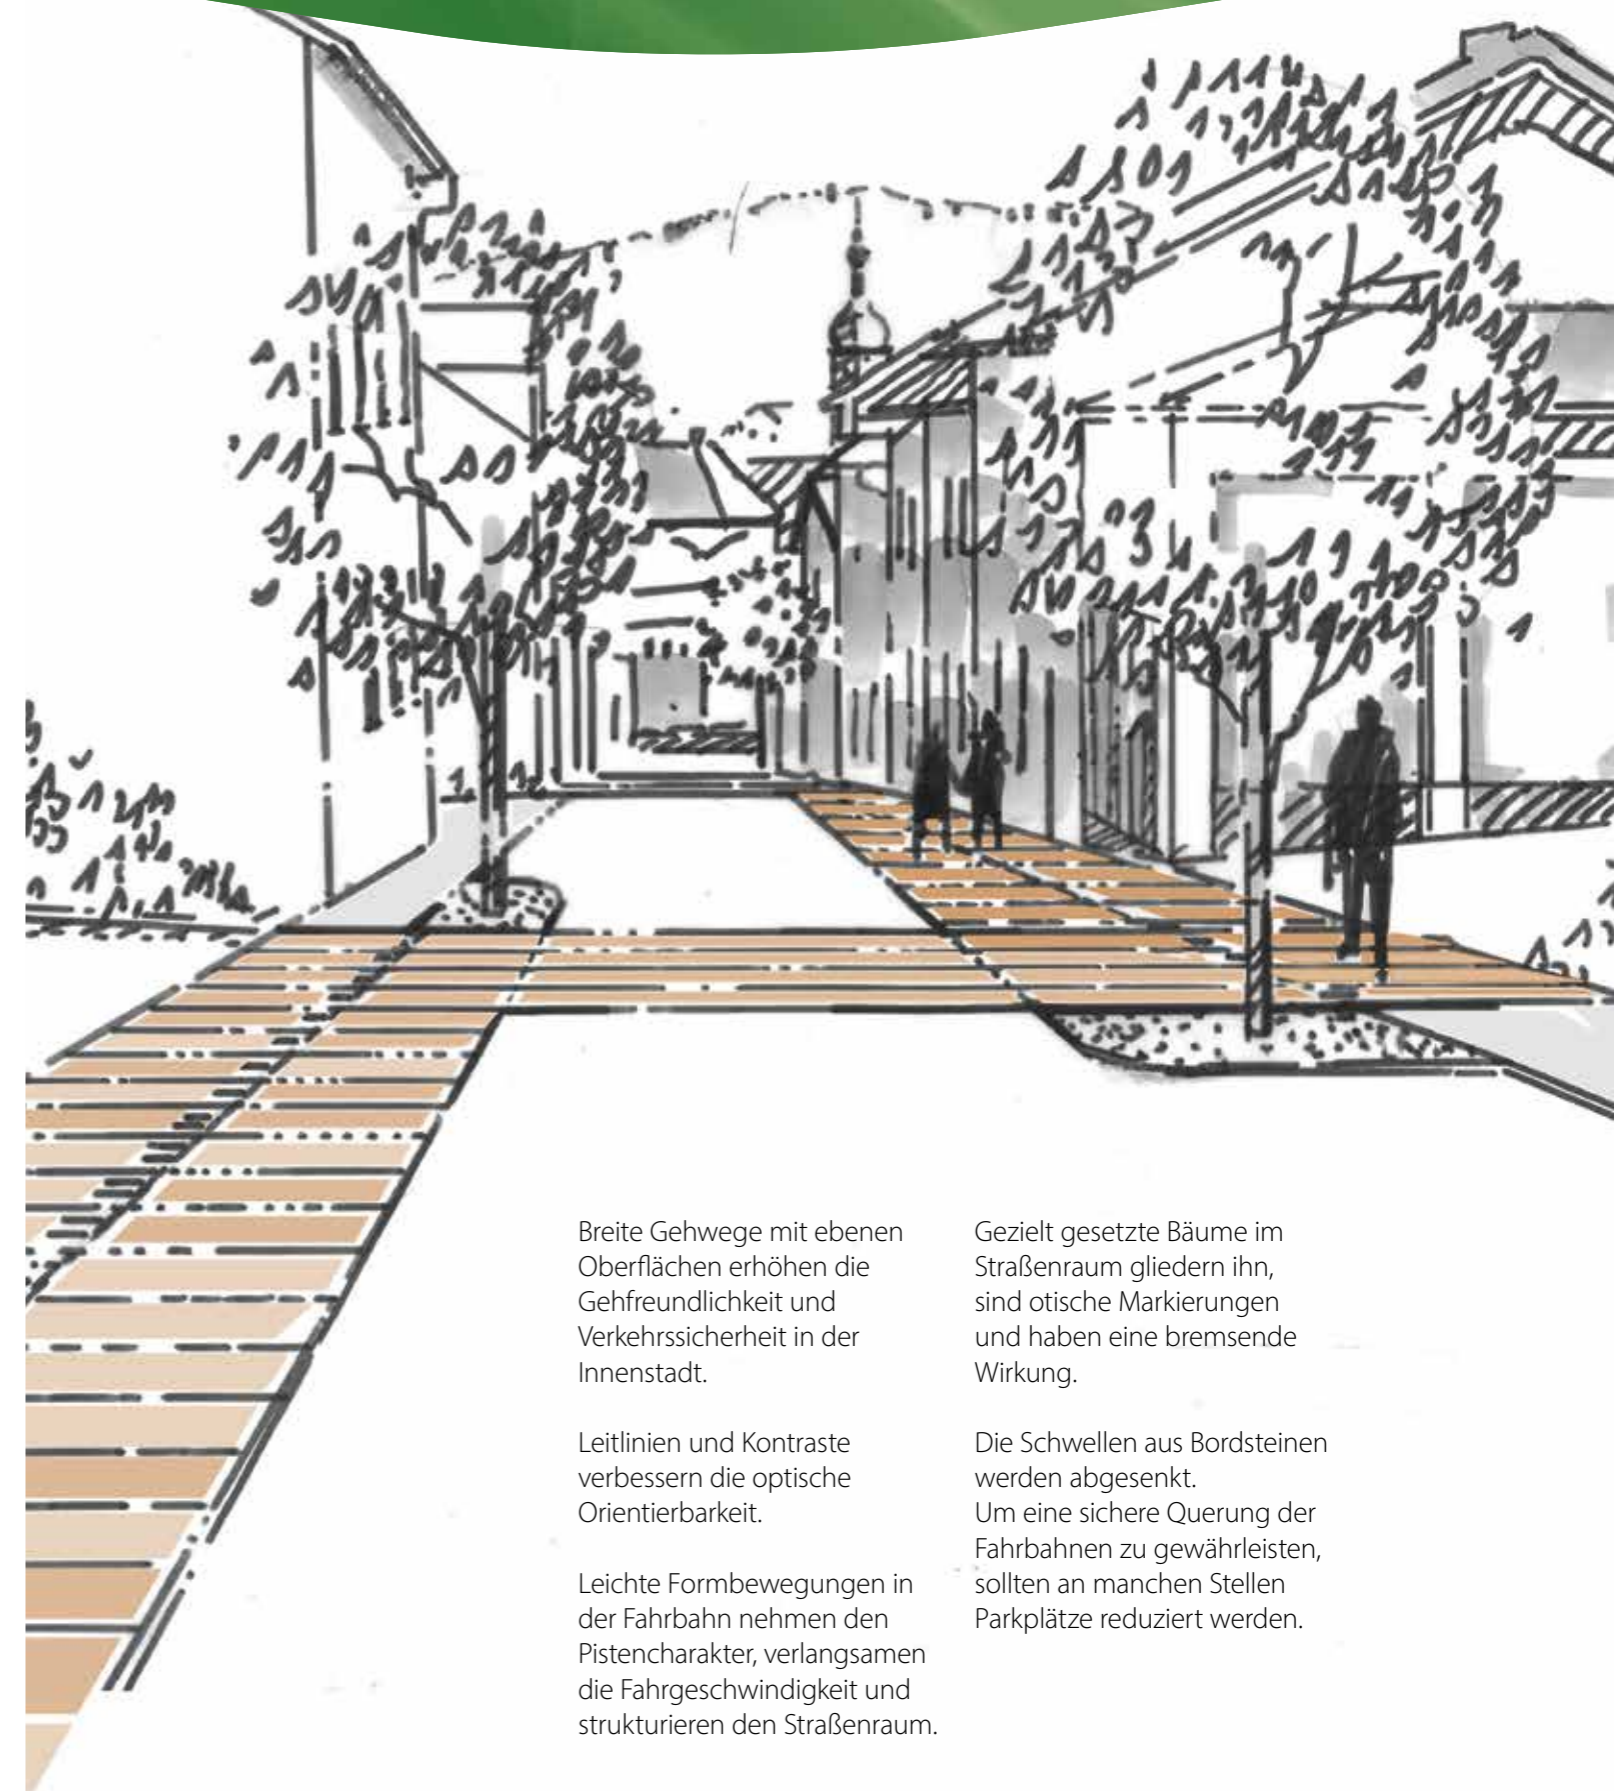 Breite Gehwege mit ebenen
Oberflächen erhöhen die
Gehfreundlichkeit und
Verkehrssicherheit in der
Innenstadt.
Leitlinien und Kontraste
verbessern die optische
Orientierbarkeit.
Leichte Formbewegungen in
der Fahrbahn nehmen den
Pistencharakter, verlangsamen
die Fahrgeschwindigkeit und
strukturieren den Straßenraum.
Gezielt gesetzte Bäume im
Straßenraum gliedern ihn,
sind otische Markierungen
und haben eine bremsende
Wirkung.
Die Schwellen aus Bordsteinen
werden abgesenkt.
Um eine sichere Querung der
Fahrbahnen zu gewährleisten,
sollten an manchen Stellen
Parkplätze reduziert werden.